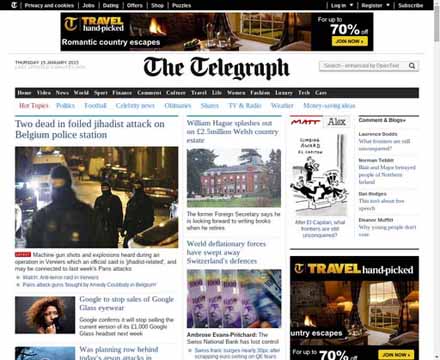 Privacy and cookies Jobs Dating Offers Shop Puzzles Log in Register Subscribe
TRAVEL
hand-picked
Romantic country escapes
For up to
70% off
JOIN NOW
THURSDAY 15 JANUARY 2015
The Telegraph
Search - enhanced by OpenText
Home Video News World Sport Finance Comment Culture Travel Life Women Fashion Luxury Tech Cars
Hot Topics Politics Football Celebrity news Obituaries Shares TV & Radio Weather Money-saving ideas
Two dead in foiled jihadist attack on
Belgium police station
Machine gun shots and explosions heard during an
operation in Verviers which an official said is 'jihadist-related', and
may be connected to last week's Paris attacks
Watch: Anti-terror raid in Verviers
Paris attack guns 'bought by Amedy Coulibaly in Belgium'
Google to stop sales of Google
Glass eyewear
Google confirms it will stop selling
the current version of its £1,000 Google
Glass headset next week
Was planning row behind
today's arson attacks in
William Hague splashes out
on £2.5million Welsh country
estate
The former Foreign Secretary says he
is looking forward to writing books
when he retires
World deflationary forces
have swept away
Switzerland's defences
Ambrose Evans-Pritchard: The
Swiss National Bank has lost control
Swiss franc surges nearly 30pc after
scrapping euro ceiling on QE fears
MATT Alex
CLIMBING
AWARD
After El Capitan, what
frontiers are still
unconquered?
Comment & Blogs
Laurence Dodds
What frontiers are still
unconquered?
Norman Tebbit
Blair and Major betrayed
people of Northern
Ireland
Dan Hodges
This isn't about free
speech
Eleanor Muffitt
Why young people don't
vote
TRAVEL hand-picked
For up to
70% off
JOIN NOW
Romantic
country escapes